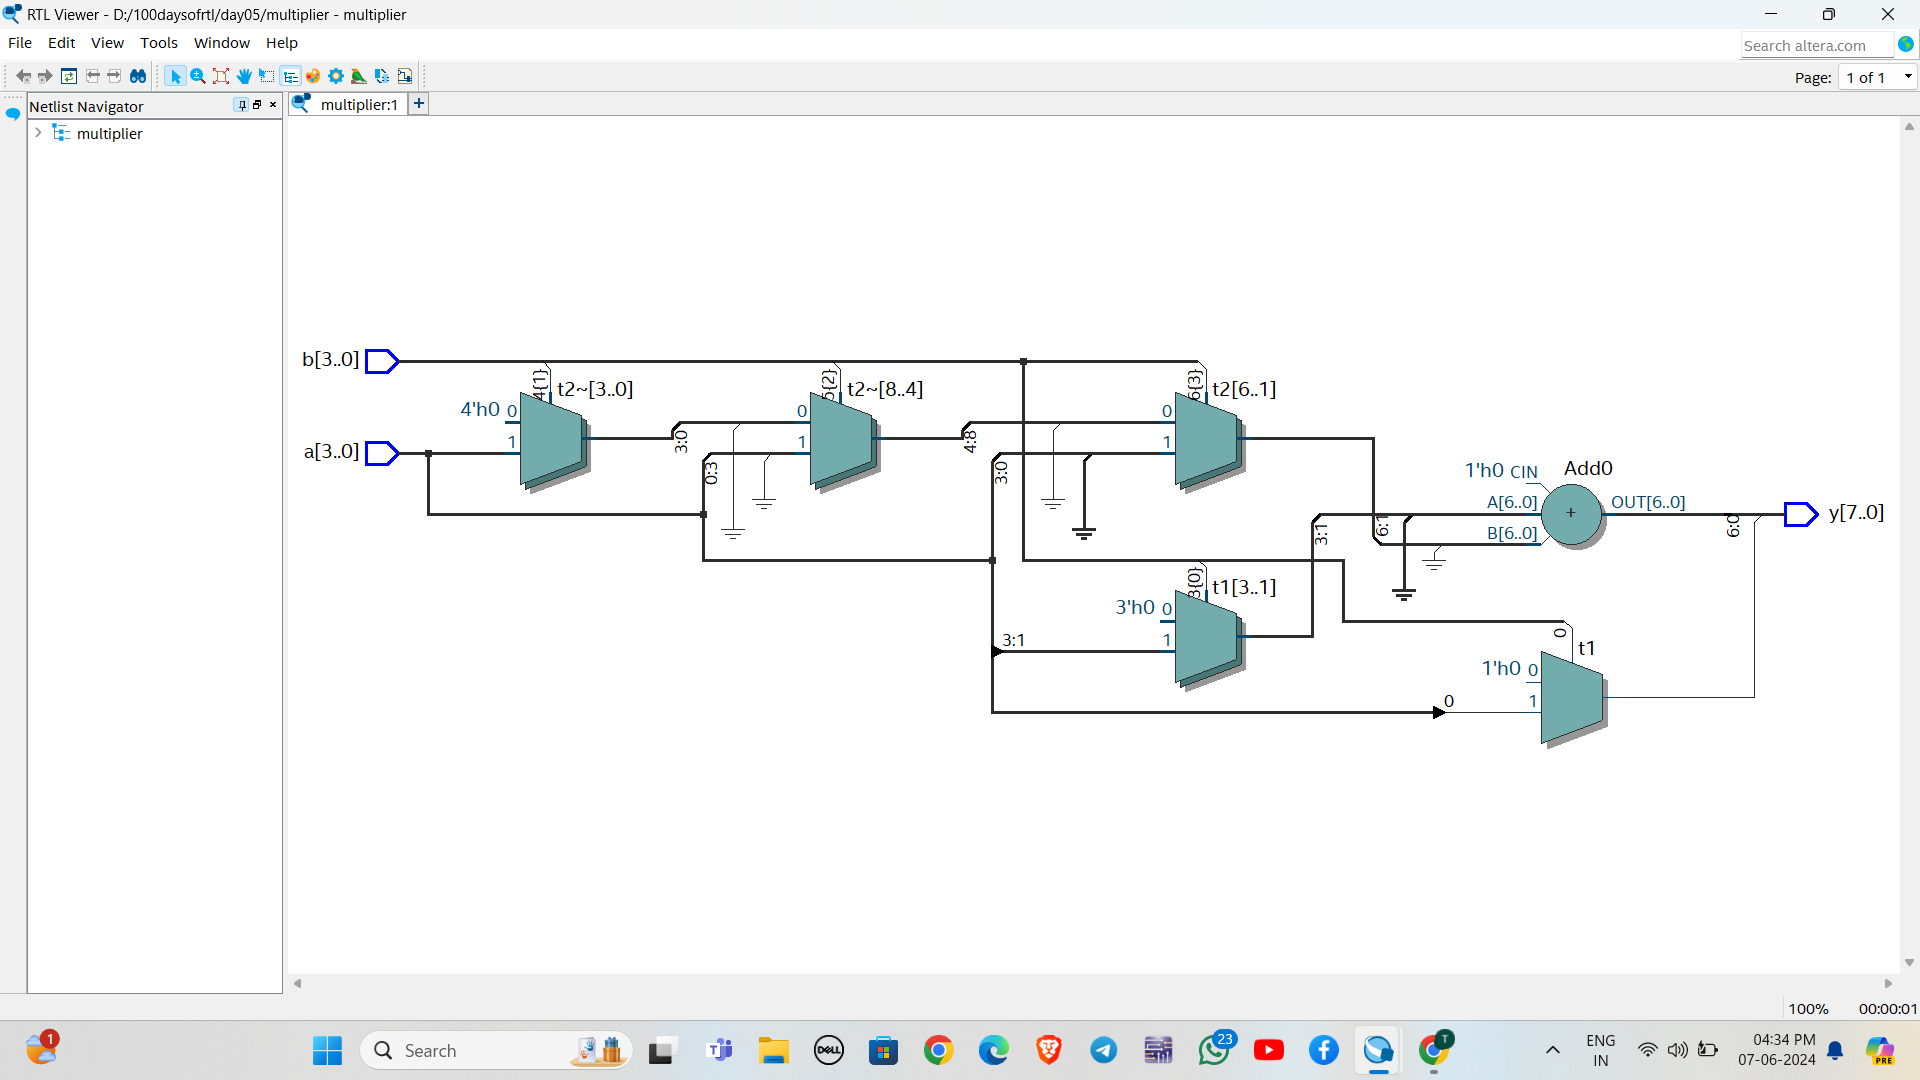 RTL Viewer - D:/100daysofrtl/day05/multiplier - multiplier
File Edit View Tools Window Help
Search altera.com
Page: 1 of 1
Netlist Navigator
multiplier:1
multiplier
b[3..0]
4{1}
t2~[3..0]
5{2}
t2~[8..4]
6{3}
t2[6..1]
4'h0 0
1
0
1
0
1
a[3..0]
3:0
0:3
4:8
3:0
1'h0 CIN
Add0
A[6..0]
B[6..0]
+
OUT[6..0]
6:0
y[7..0]
3:1
6:1
3{0}
t1[3..1]
3'h0 0
1
3:1
0
t1
1'h0 0
1
0
100% 00:00:01
1
Search
DELL
23
T
ENG
IN
04:34 PM
07-06-2024
PRE